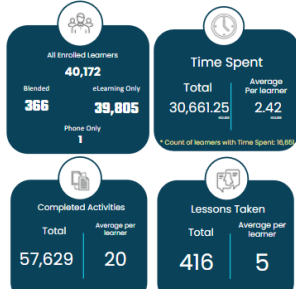 All Enrolled Learners
40,172
Blended eLearning Only
366 39,805
Phone Only
1
Time Spent
Total Average Per learner
30,661.25 2.42
* Count of learners with Time Spent:
Completed Activities
Total Average per learner
57,629 20
Lessons Taken
Total Average per learner
416 5